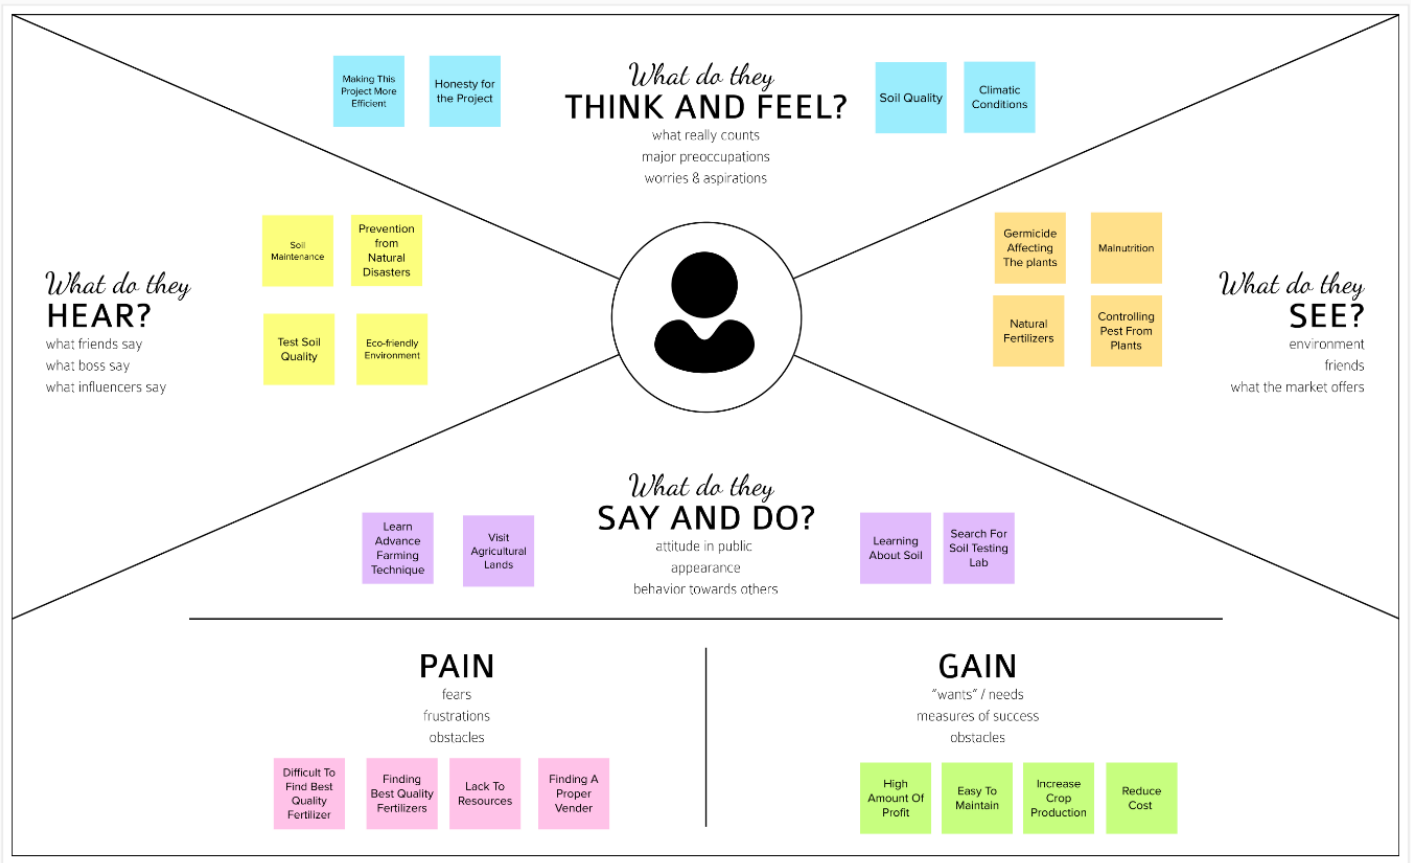 Making This
Project More
Efficient
Honesty for
the Project
What do they
THINK AND FEEL?
what really counts
major preoccupations
worries & aspirations
Soil Quality
Climatic
Conditions
What do they
HEAR?
what friends say
what boss say
what influencers say
Soil
Maintenance
Prevention
from
Natural
Disasters
Test Soil
Quality
Eco-friendly
Environment
Germicide
Affecting
The plants
Malnutrition
Natural
Fertilizers
Controlling
Pest From
Plants
What do they
SEE?
environment
friends
what the market offers
What do they
SAY AND DO?
attitude in public
appearance
behavior towards others
Learn
Advance
Farming
Technique
Visit
Agricultural
Lands
Learning
About Soil
Search For
Soil Testing
Lab
PAIN
fears
frustrations
obstacles
Difficult To
Find Best
Quality
Fertilizer
Finding
Best Quality
Fertilizers
Lack To
Resources
Finding A
Proper
Vender
GAIN
"wants" / needs
measures of success
obstacles
High
Amount Of
Profit
Easy To
Maintain
Increase
Crop
Production
Reduce
Cost